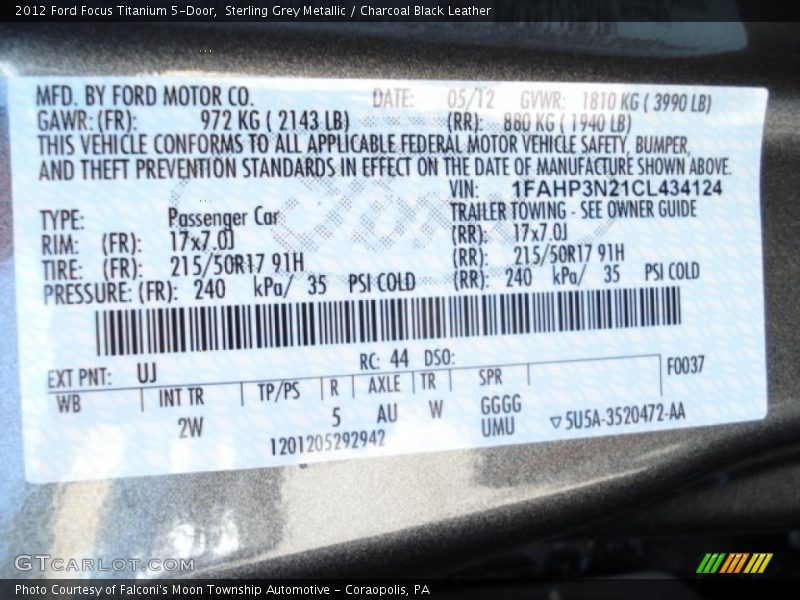 2012 Ford Focus Titanium 5-Door,  Sterling Grey Metallic / Charcoal Black Leather
MFD. BY FORD MOTOR CO. DATE: 05/12 GVWR: 1810 KG ( 3990 LB)
GAWR: (FR): 972 KG ( 2143 LB) (RR): 880 KG ( 1940 LB)
THIS VEHICLE CONFORMS TO ALL APPLICABLE FEDERAL MOTOR VEHICLE SAFETY, BUMPER,
AND THEFT PREVENTION STANDARDS IN EFFECT ON THE DATE OF MANUFACTURE SHOWN ABOVE.
VIN: 1FAHP3N21CL434124
TYPE: Passenger Car TRAILER TOWING - SEE OWNER GUIDE
RIM: (FR): 17x7.0J (RR): 17x7.0J
TIRE: (FR): 215/50R17 91H (RR): 215/50R17 91H
PRESSURE: (FR): 240 kPa/ 35 PSI COLD (RR): 240 kPa/ 35 PSI COLD
EXT PNT: UJ RC: 44 DSO: F0037
WB INT TR TP/PS R AXLE TR SPR
2W 5 AU W GGGG
UMU
1201205292942 ▽5U5A-3520472-AA
GTcarlot.com
Photo Courtesy of Falconi's Moon Township Automotive - Coraopolis, PA